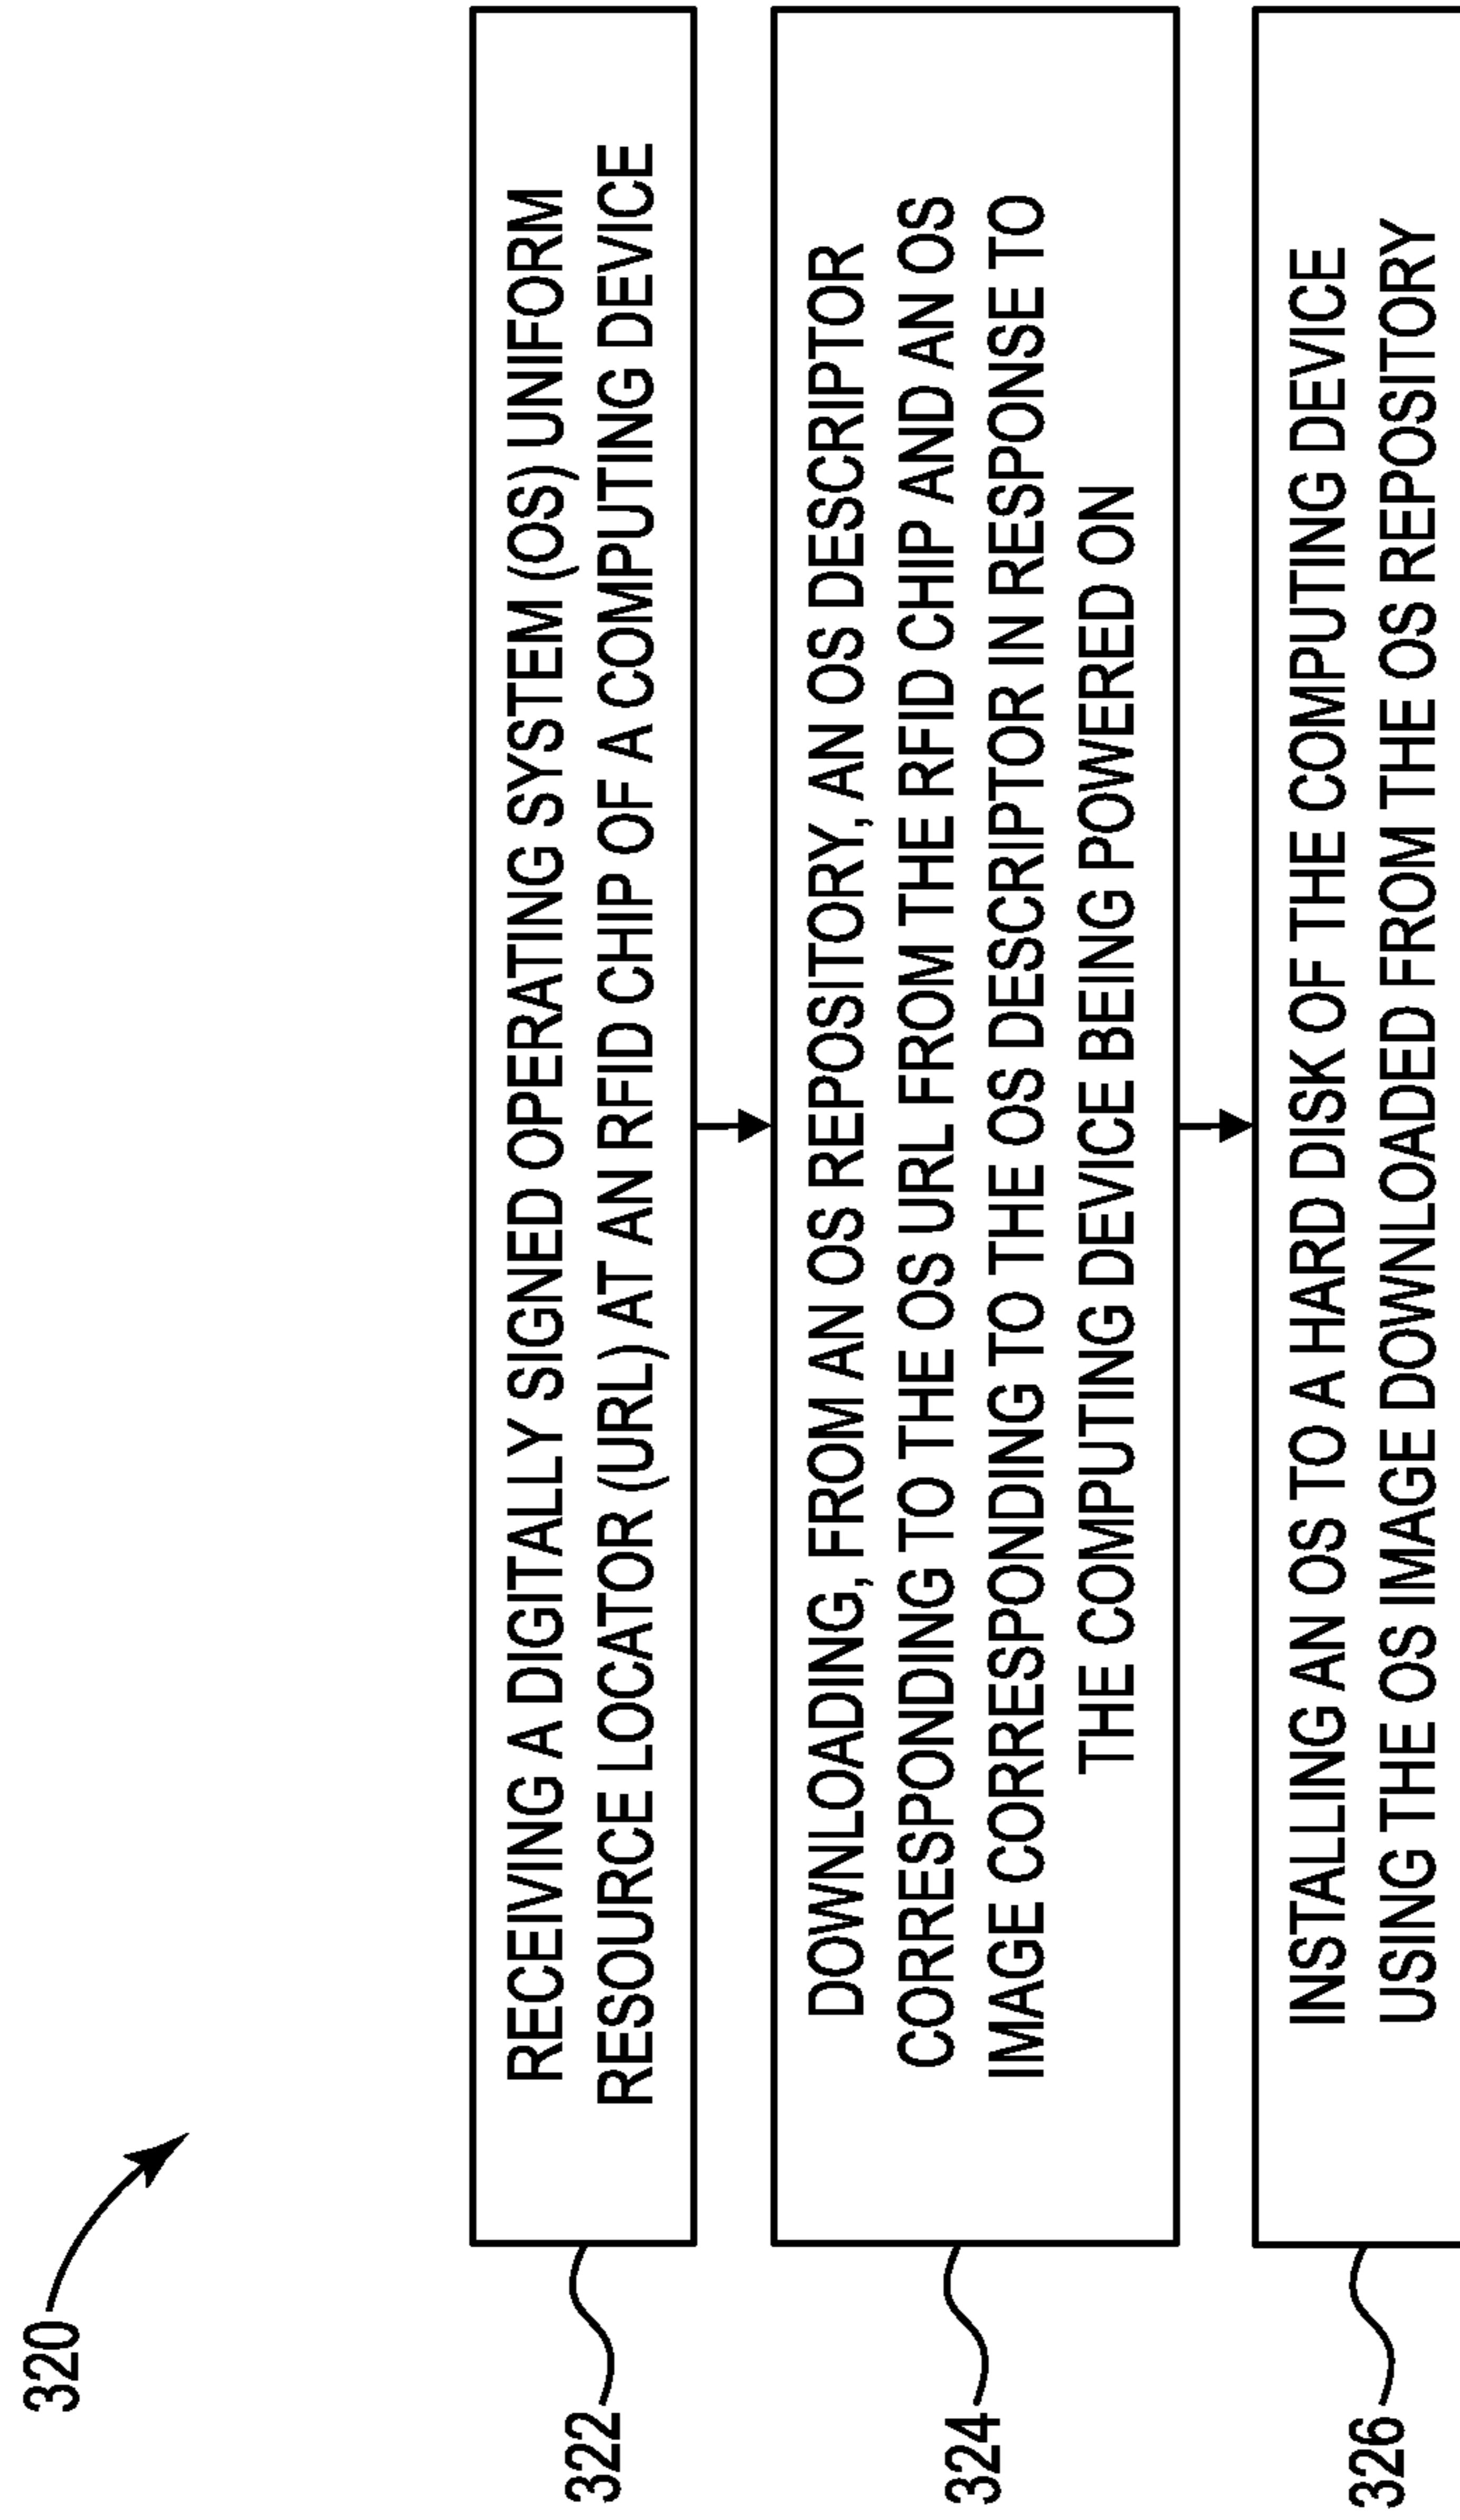 320
322
RECEIVING A DIGITALLY SIGNED OPERATING SYSTEM (OS) UNIFORM
RESOURCE LOCATOR (URL) AT AN RFID CHIP OF A COMPUTING DEVICE
324
DOWNLOADING, FROM AN OS REPOSITORY, AN OS DESCRIPTOR
CORRESPONDING TO THE OS URL FROM THE RFID CHIP AND AN OS
IMAGE CORRESPONDING TO THE OS DESCRIPTOR IN RESPONSE TO
THE COMPUTING DEVICE BEING POWERED ON
326
INSTALLING AN OS TO A HARD DISK OF THE COMPUTING DEVICE
USING THE OS IMAGE DOWNLOADED FROM THE OS REPOSITORY